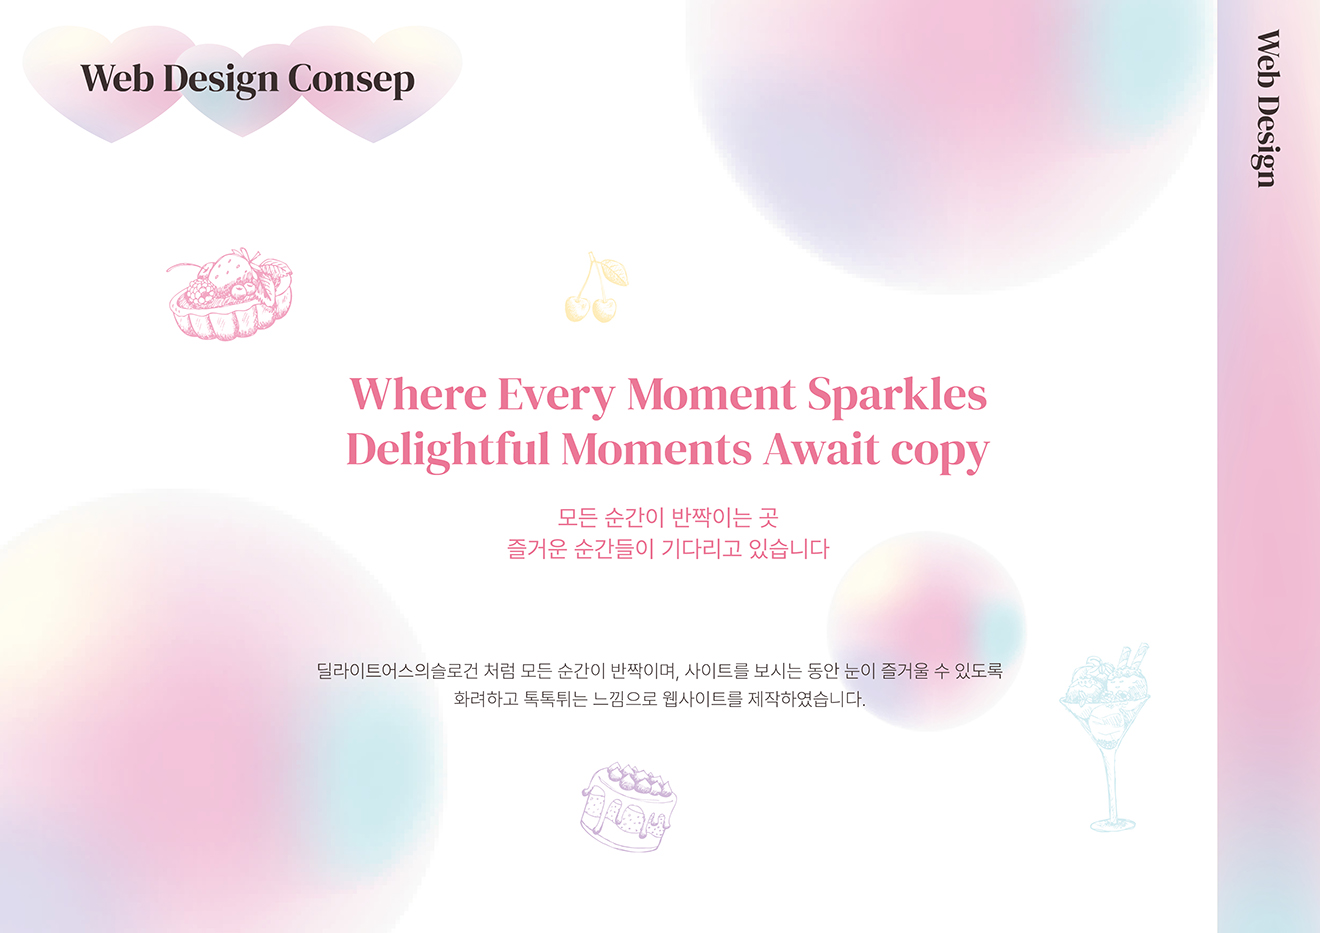 Web Design Consep
Web Design
Where Every Moment Sparkles
Delightful Moments Await copy
모든 순간이 반짝이는 곳
즐거운 순간들이 기다리고 있습니다
딜라이트어스의슬로건 처럼 모든 순간이 반짝이며, 사이트를 보시는 동안 눈이 즐거울 수 있도록
화려하고 톡톡튀는 느낌으로 웹사이트를 제작하였습니다.